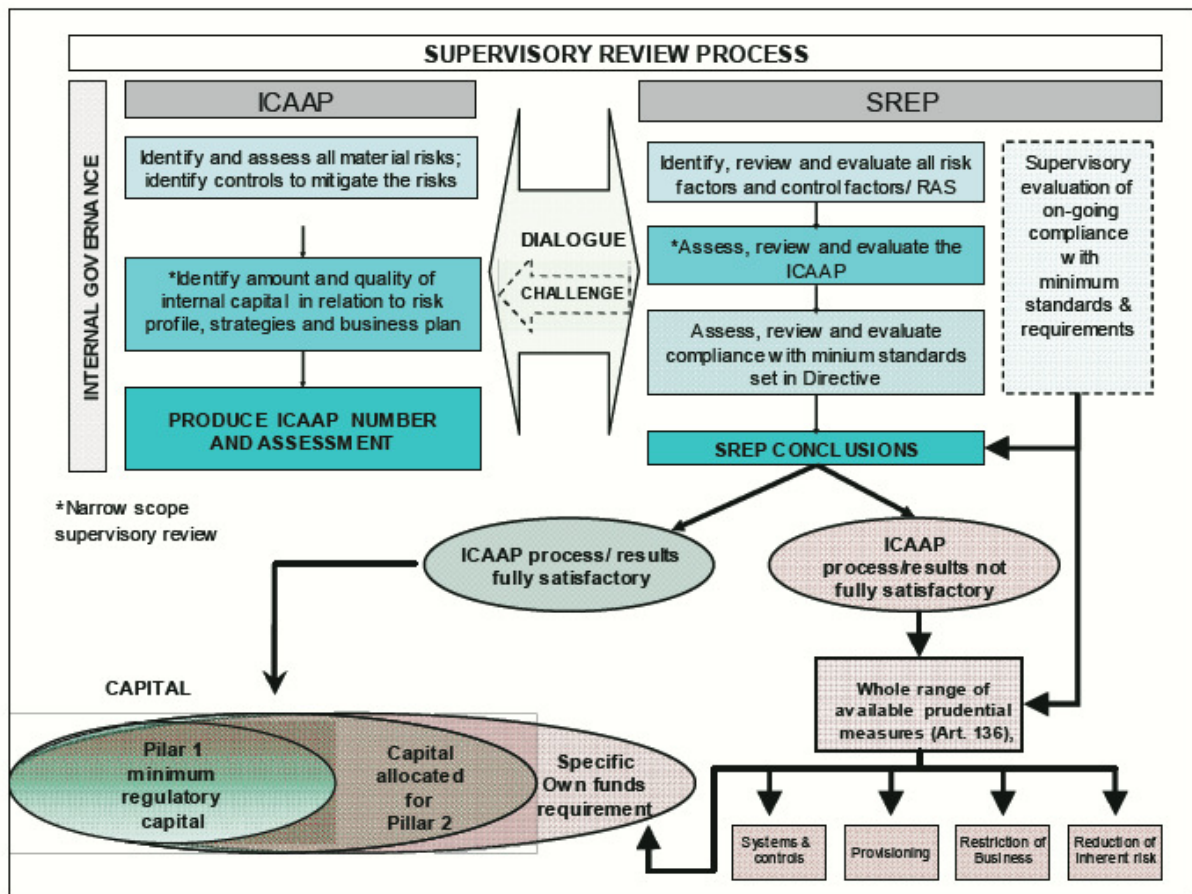 SUPERVISORY REVIEW PROCESS
INTERNAL GOVERNANCE
ICAAP
Identify and assess all material risks;
identify controls to mitigate the risks
*Identify amount and quality of
internal capital in relation to risk
profile, strategies and business plan
PRODUCE ICAAP NUMBER
AND ASSESSMENT
*Narrow scope
supervisory review
DIALOGUE
CHALLENGE
SREP
Identify, review and evaluate all risk
factors and control factors/ RAS
*Assess, review and evaluate the
ICAAP
Assess, review and evaluate
compliance with minium standards
set in Directive
SREP CONCLUSIONS
Supervisory
evaluation of
on-going
compliance
with
minimum
standards &
requirements
ICAAP process/ results
fully satisfactory
ICAAP
process/results not
fully satisfactory
Whole range of
available prudential
measures (Art. 136),
CAPITAL
Pilar 1
minimum
regulatory
capital
Capital
allocated
for
Pillar 2
Specific
Own funds
requirement
Systems &
controls
Provisioning
Restriction of
Business
Reduction of
inherent risk